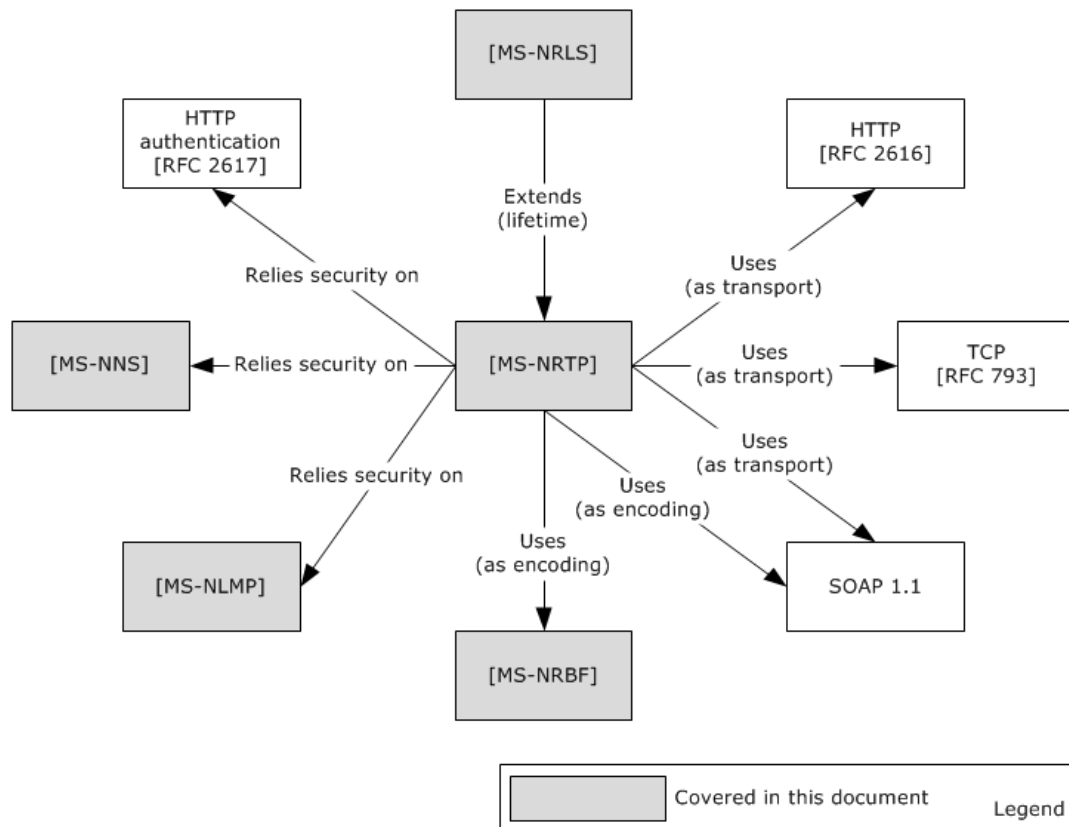 [MS-NRLS]
HTTP
authentication
[RFC 2617]
HTTP
[RFC 2616]
Extends
(lifetime)
Relies security on
Uses
(as transport)
[MS-NNS]
Relies security on
[MS-NRTP]
Uses
(as transport)
TCP
[RFC 793]
Relies security on
Uses
(as transport)
Uses
(as encoding)
Uses
(as encoding)
[MS-NLMP]
SOAP 1.1
[MS-NRBF]
Covered in this document
Legend